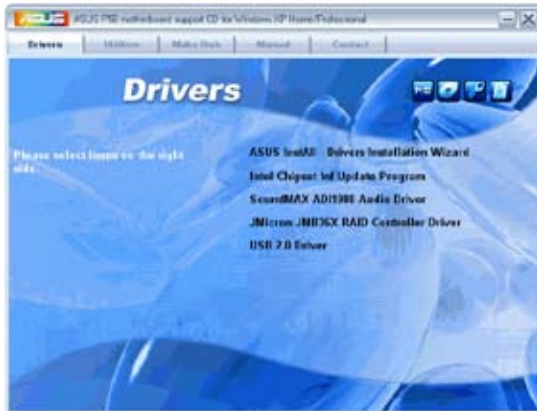 ASUS P5B motherboard support CD for Windows XP Home/Professional
Drivers
Utilities
Make Disk
Manual
Contact
Drivers
Please select items on the right
side.
ASUS InstAll - Drivers Installation Wizard
Intel Chipset Inf Update Program
SoundMAX ADI1988 Audio Driver
JMicron JMB36X RAID Controller Driver
USB 2.0 Driver